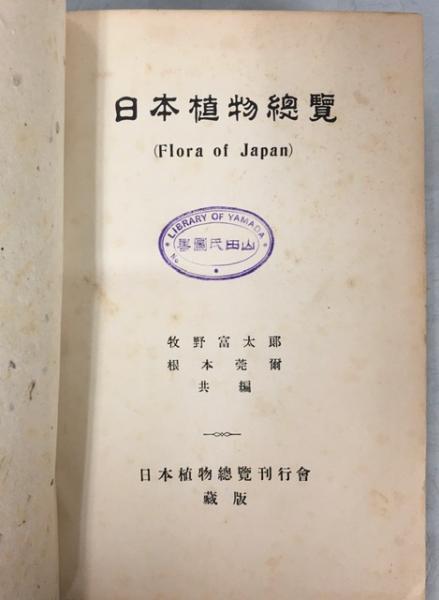 日本植物總覽
(Flora of Japan)
LIBRARY OF YAMADA
山田氏圖書
No
牧野富太郎
根本莞爾
共編
日本植物總覽刊行會
藏版